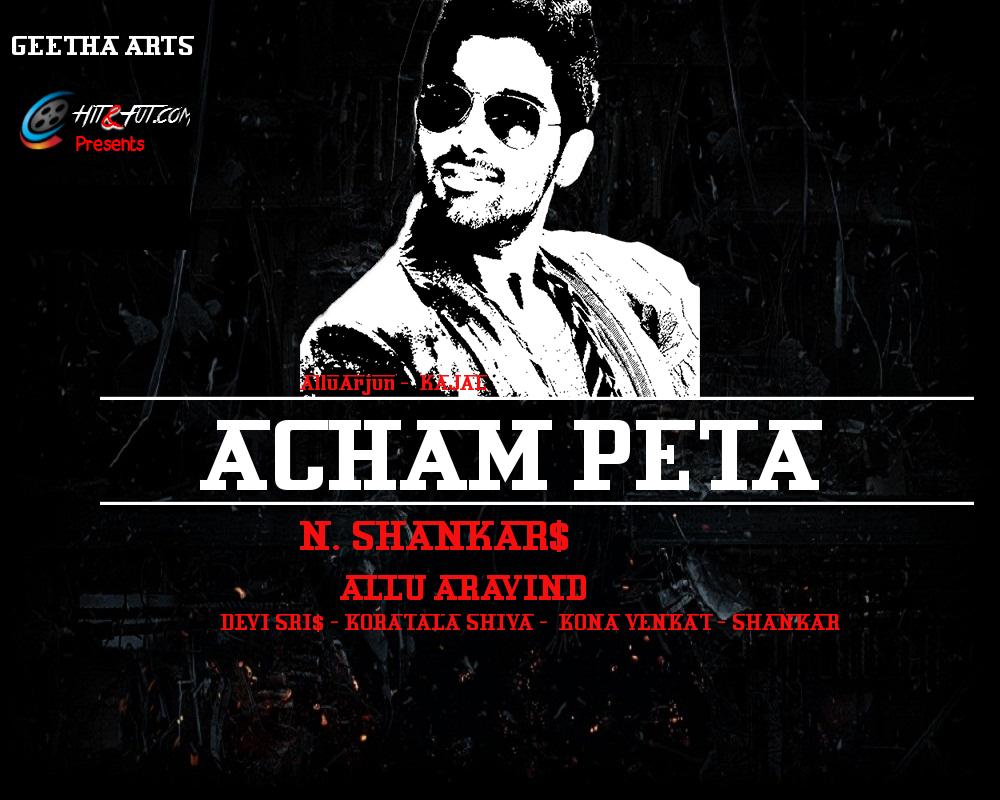 GEETHA ARTS
HIT&FUT.COM
Presents
AlluArjun - KAJAL
ACHAM PETA
N. SHANKAR$
ALLU ARAVIND
DEVI SRI$ - KORATALA SHIVA - KONA VENKAT - SHANKAR